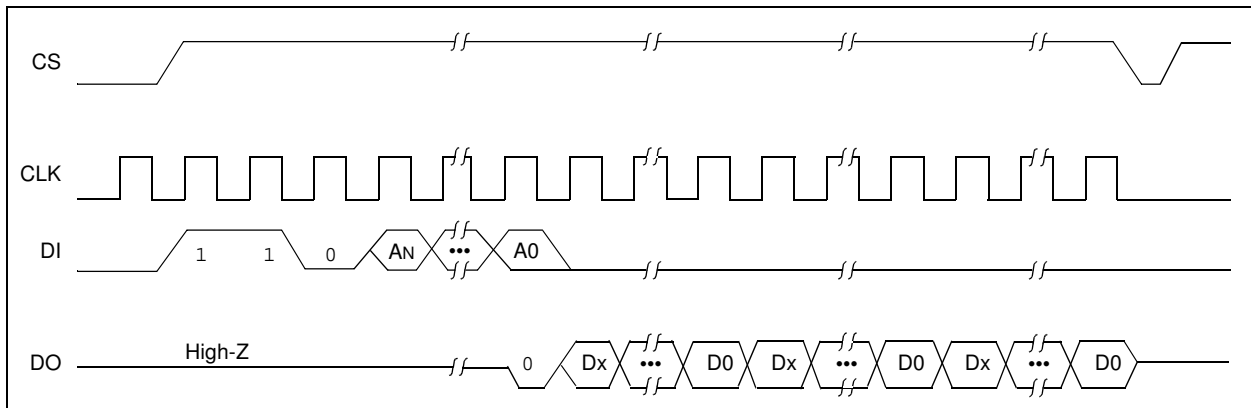 CS
CLK
DI 1 1 0 AN ••• A0
High-Z
DO 0 Dx ••• D0 Dx ••• D0 Dx ••• D0